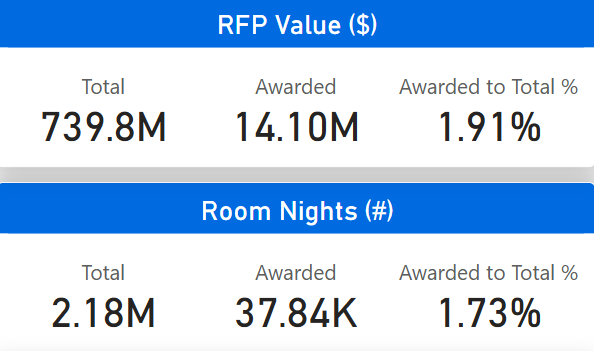 RFP Value ($)
Total Awarded Awarded to Total %
739.8M 14.10M 1.91%
Room Nights (#)
Total Awarded Awarded to Total %
2.18M 37.84K 1.73%